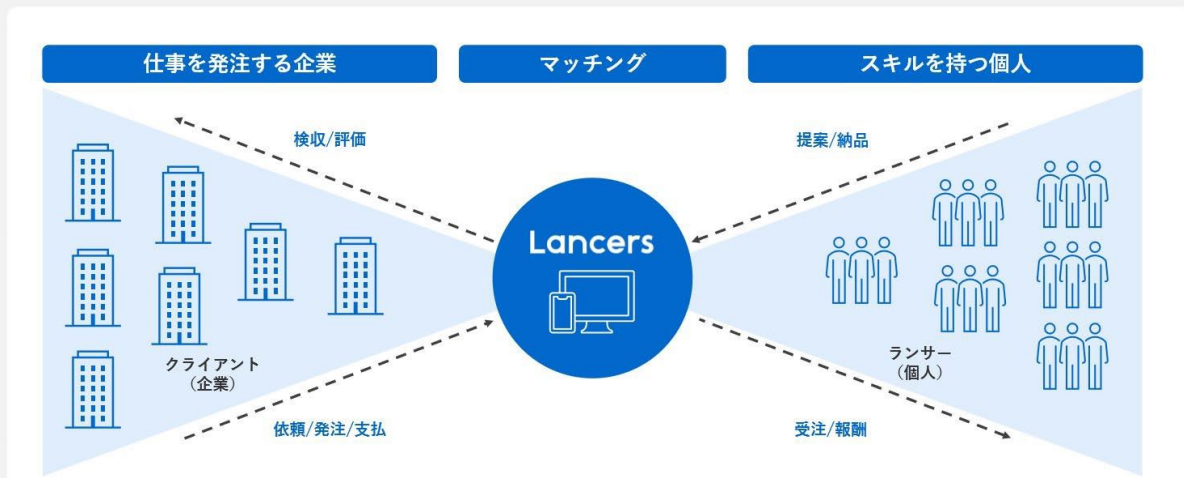 仕事を発注する企業
マッチング
スキルを持つ個人
検収/評価
提案/納品
Lancers
クライアント
（企業）
ランサー
（個人）
依頼/発注/支払
受注/報酬